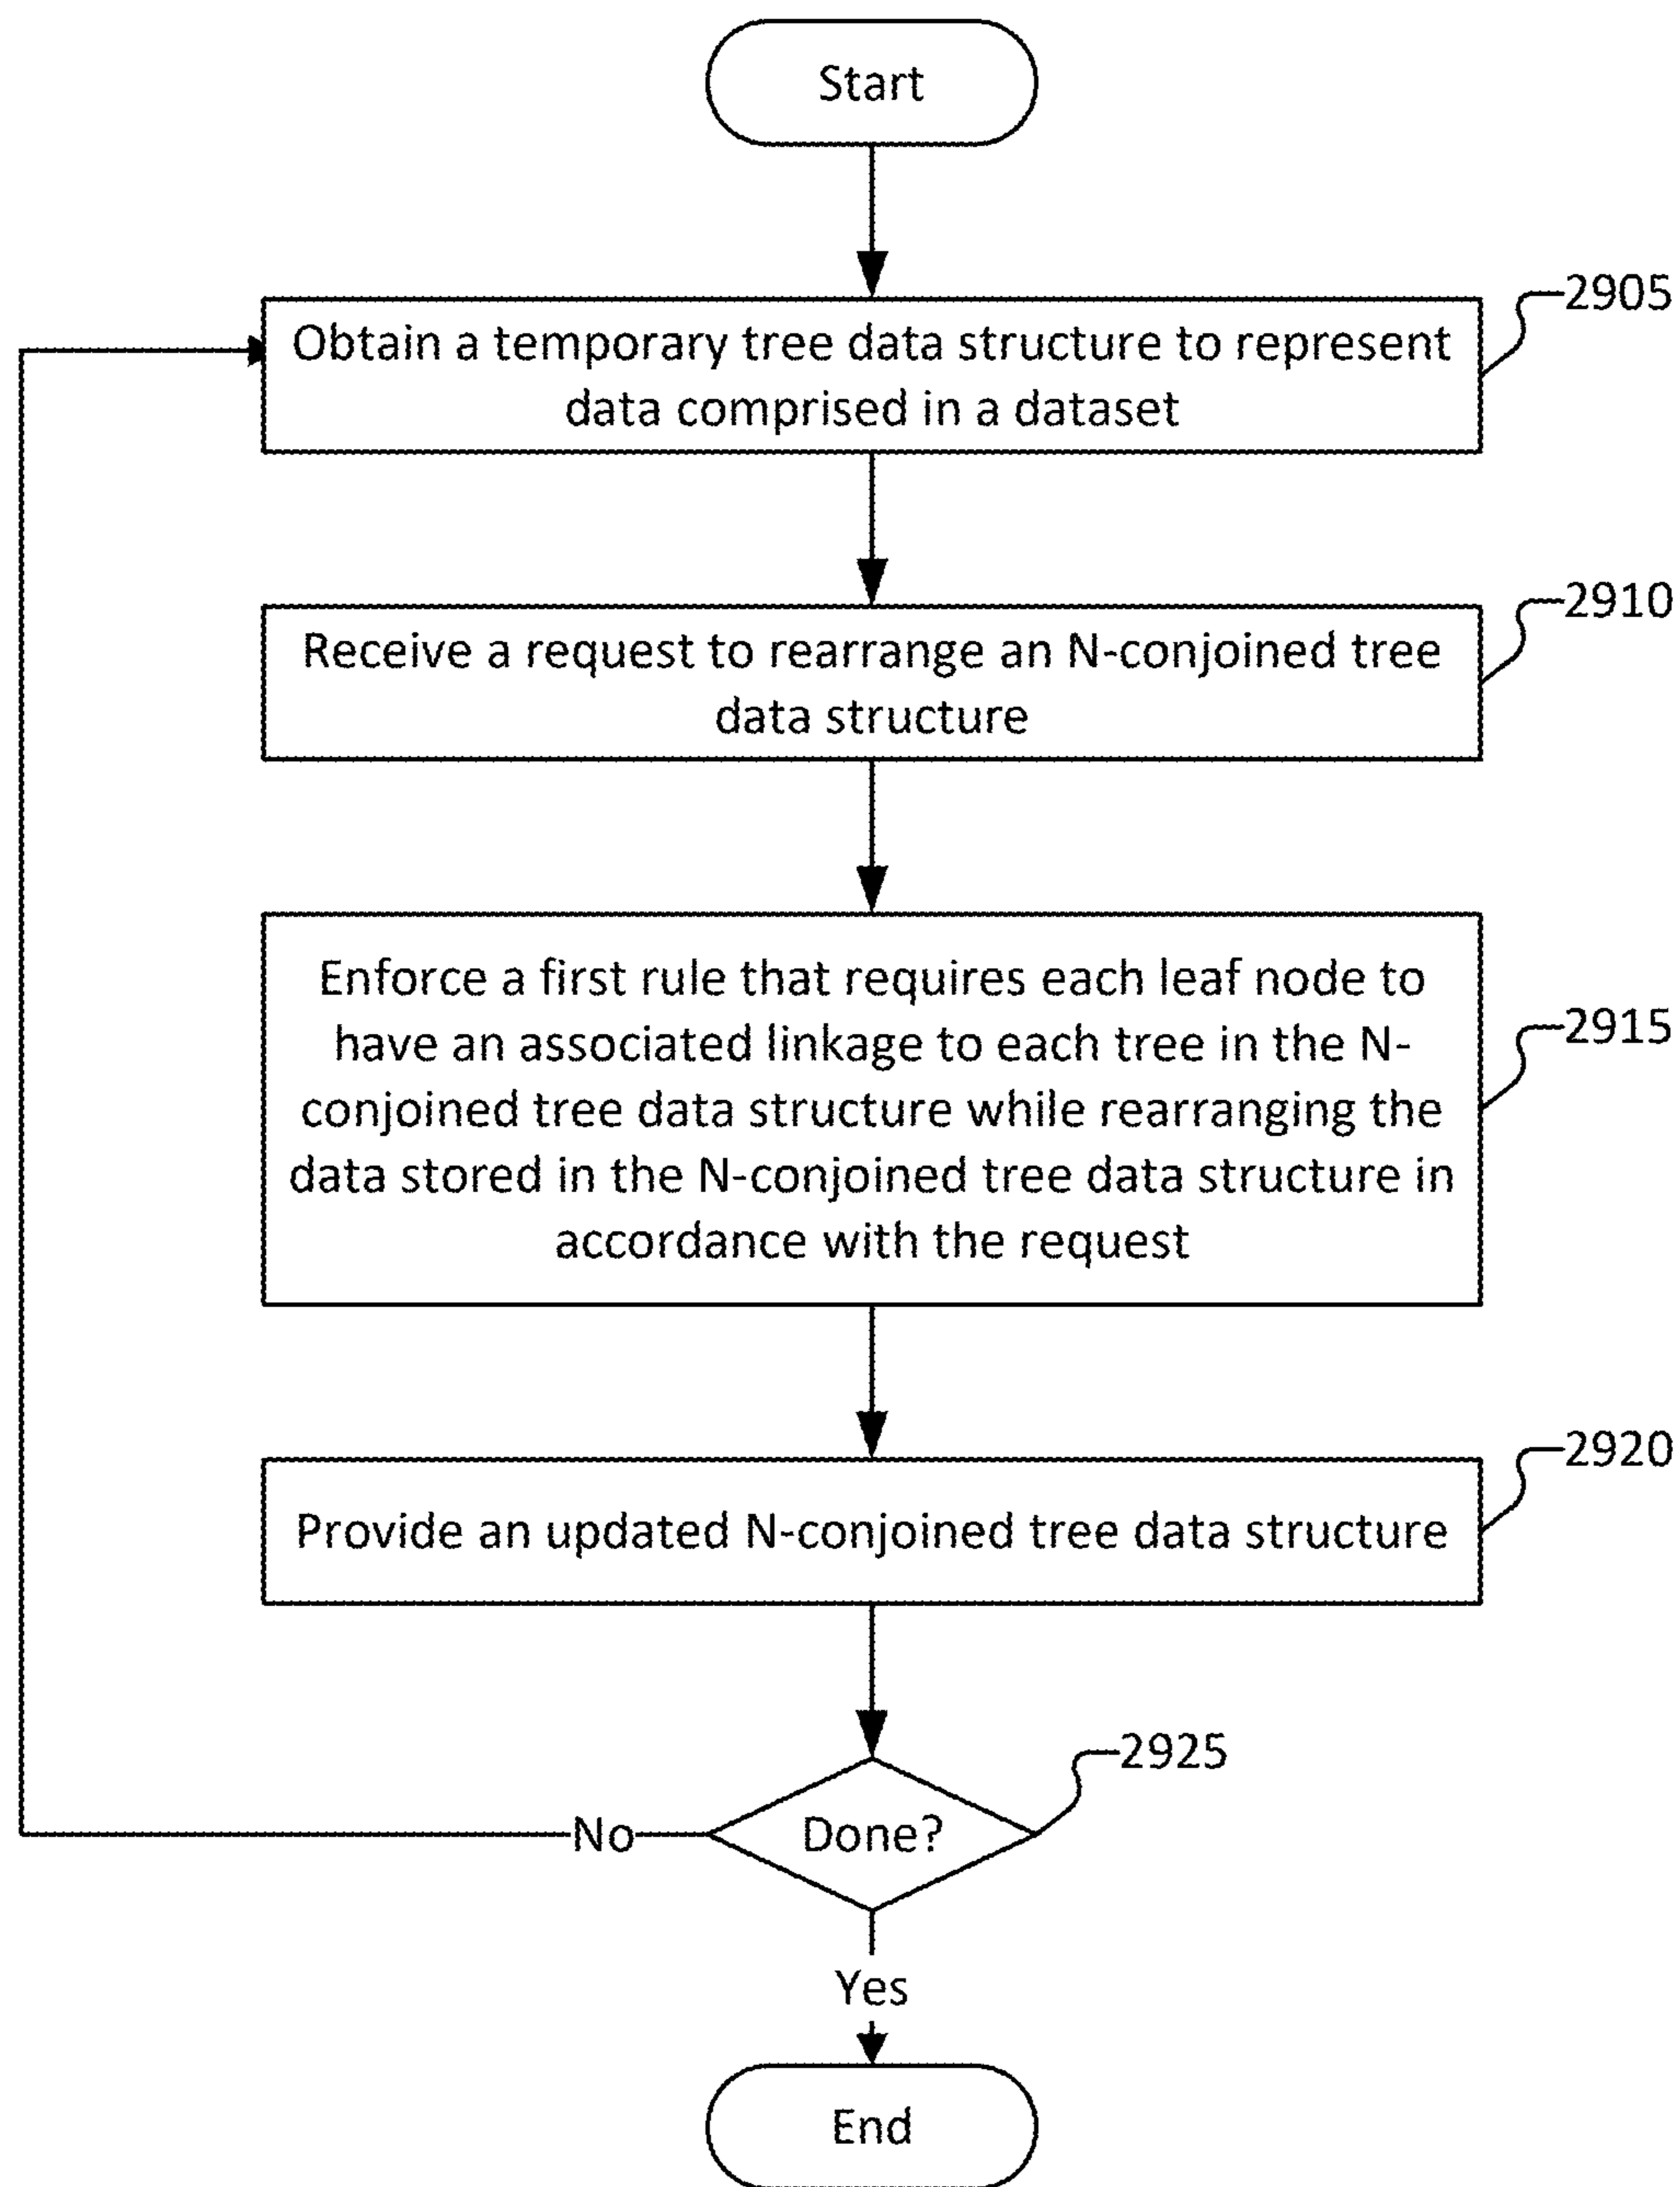 Start
2905
Obtain a temporary tree data structure to represent
data comprised in a dataset
2910
Receive a request to rearrange an N-conjoined tree
data structure
Enforce a first rule that requires each leaf node to
have an associated linkage to each tree in the N-
conjoined tree data structure while rearranging the
data stored in the N-conjoined tree data structure in
accordance with the request
2915
2920
Provide an updated N-conjoined tree data structure
2925
No
Done?
Yes
End